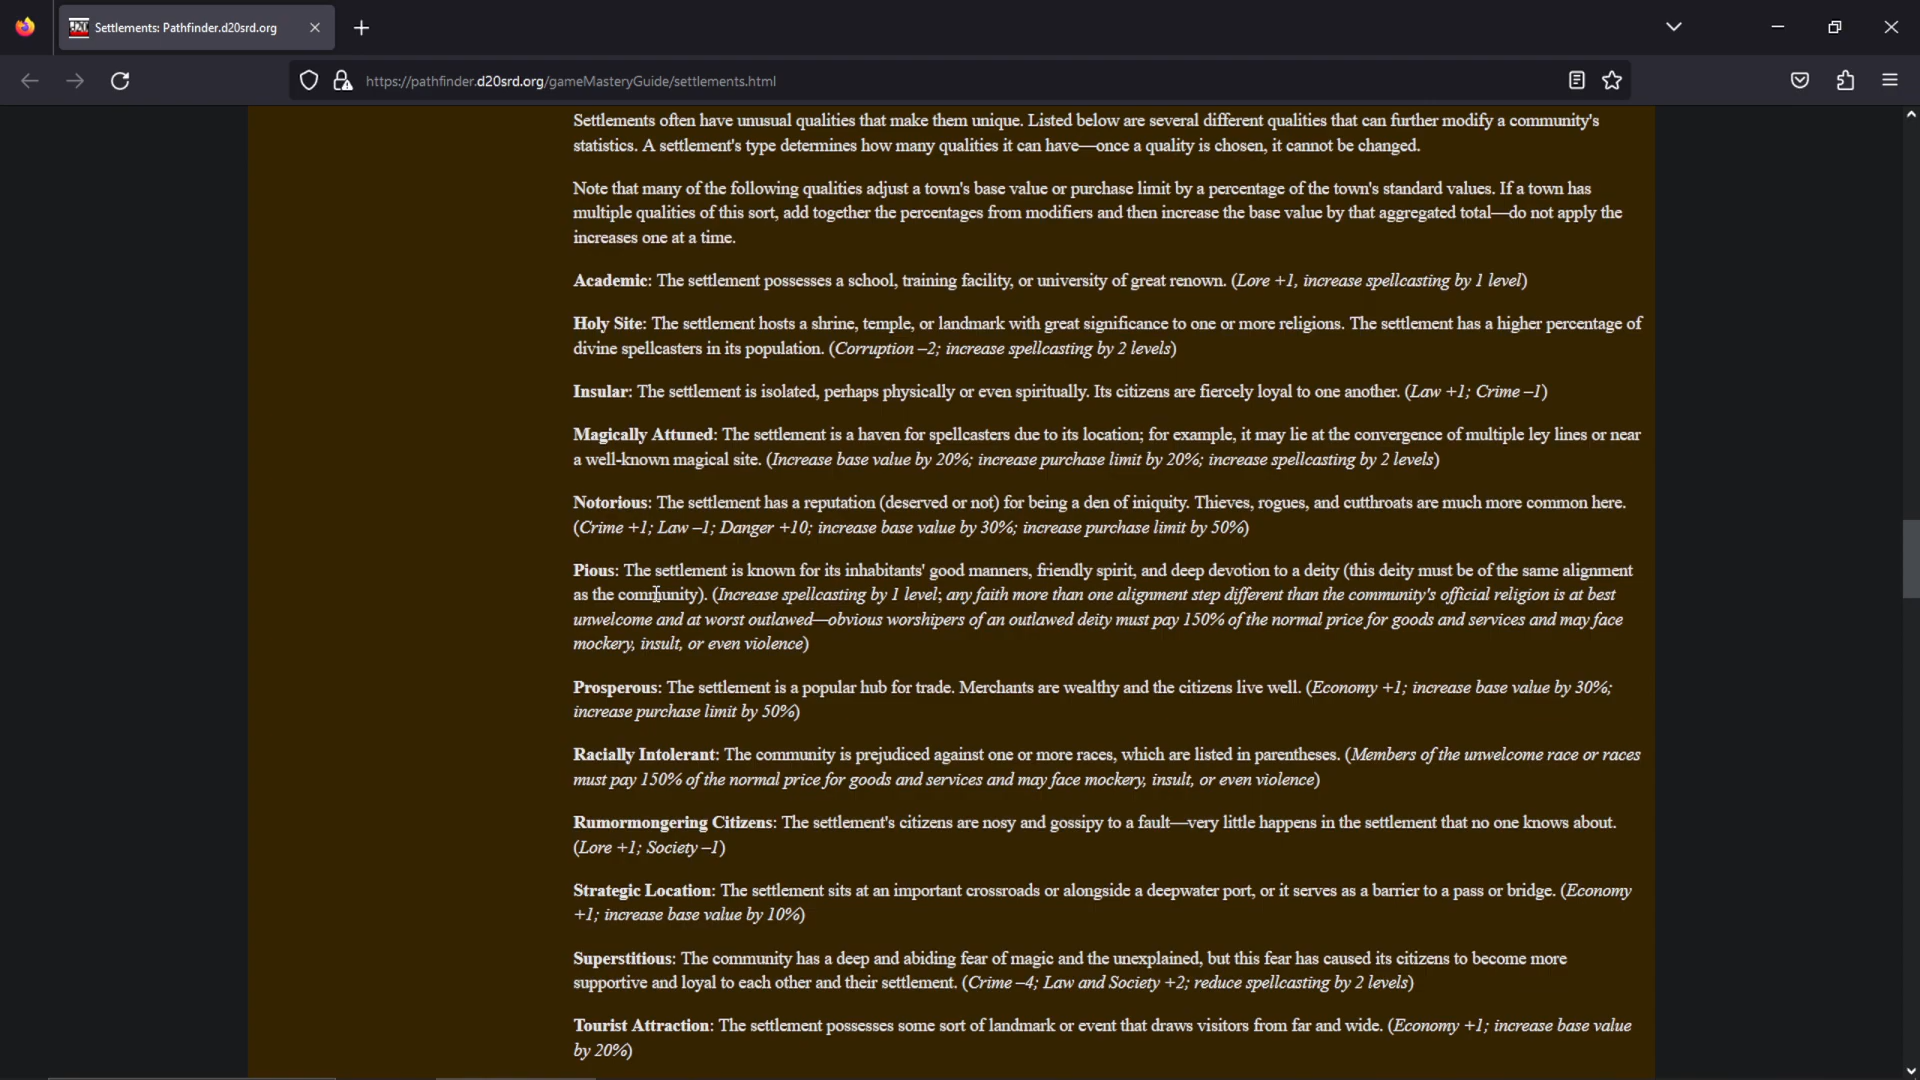 Settlements: Pathfinder.d20srd.org
https://pathfinder.d20srd.org/gameMasteryGuide/settlements.html
Settlements often have unusual qualities that make them unique. Listed below are several different qualities that can further modify a community's
statistics. A settlement's type determines how many qualities it can have—once a quality is chosen, it cannot be changed.
Note that many of the following qualities adjust a town's base value or purchase limit by a percentage of the town's standard values. If a town has
multiple qualities of this sort, add together the percentages from modifiers and then increase the base value by that aggregated total—do not apply the
increases one at a time.
Academic: The settlement possesses a school, training facility, or university of great renown. (Lore +1, increase spellcasting by 1 level)
Holy Site: The settlement hosts a shrine, temple, or landmark with great significance to one or more religions. The settlement has a higher percentage of
divine spellcasters in its population. (Corruption –2; increase spellcasting by 2 levels)
Insular: The settlement is isolated, perhaps physically or even spiritually. Its citizens are fiercely loyal to one another. (Law +1; Crime –1)
Magically Attuned: The settlement is a haven for spellcasters due to its location; for example, it may lie at the convergence of multiple ley lines or near
a well-known magical site. (Increase base value by 20%; increase purchase limit by 20%; increase spellcasting by 2 levels)
Notorious: The settlement has a reputation (deserved or not) for being a den of iniquity. Thieves, rogues, and cutthroats are much more common here.
(Crime +1; Law –1; Danger +10; increase base value by 30%; increase purchase limit by 50%)
Pious: The settlement is known for its inhabitants' good manners, friendly spirit, and deep devotion to a deity (this deity must be of the same alignment
as the community). (Increase spellcasting by 1 level; any faith more than one alignment step different than the community's official religion is at best
unwelcome and at worst outlawed—obvious worshipers of an outlawed deity must pay 150% of the normal price for goods and services and may face
mockery, insult, or even violence)
Prosperous: The settlement is a popular hub for trade. Merchants are wealthy and the citizens live well. (Economy +1; increase base value by 30%;
increase purchase limit by 50%)
Racially Intolerant: The community is prejudiced against one or more races, which are listed in parentheses. (Members of the unwelcome race or races
must pay 150% of the normal price for goods and services and may face mockery, insult, or even violence)
Rumormongering Citizens: The settlement's citizens are nosy and gossipy to a fault—very little happens in the settlement that no one knows about.
(Lore +1; Society –1)
Strategic Location: The settlement sits at an important crossroads or alongside a deepwater port, or it serves as a barrier to a pass or bridge. (Economy
+1; increase base value by 10%)
Superstitious: The community has a deep and abiding fear of magic and the unexplained, but this fear has caused its citizens to become more
supportive and loyal to each other and their settlement. (Crime –4; Law and Society +2; reduce spellcasting by 2 levels)
Tourist Attraction: The settlement possesses some sort of landmark or event that draws visitors from far and wide. (Economy +1; increase base value
by 20%)